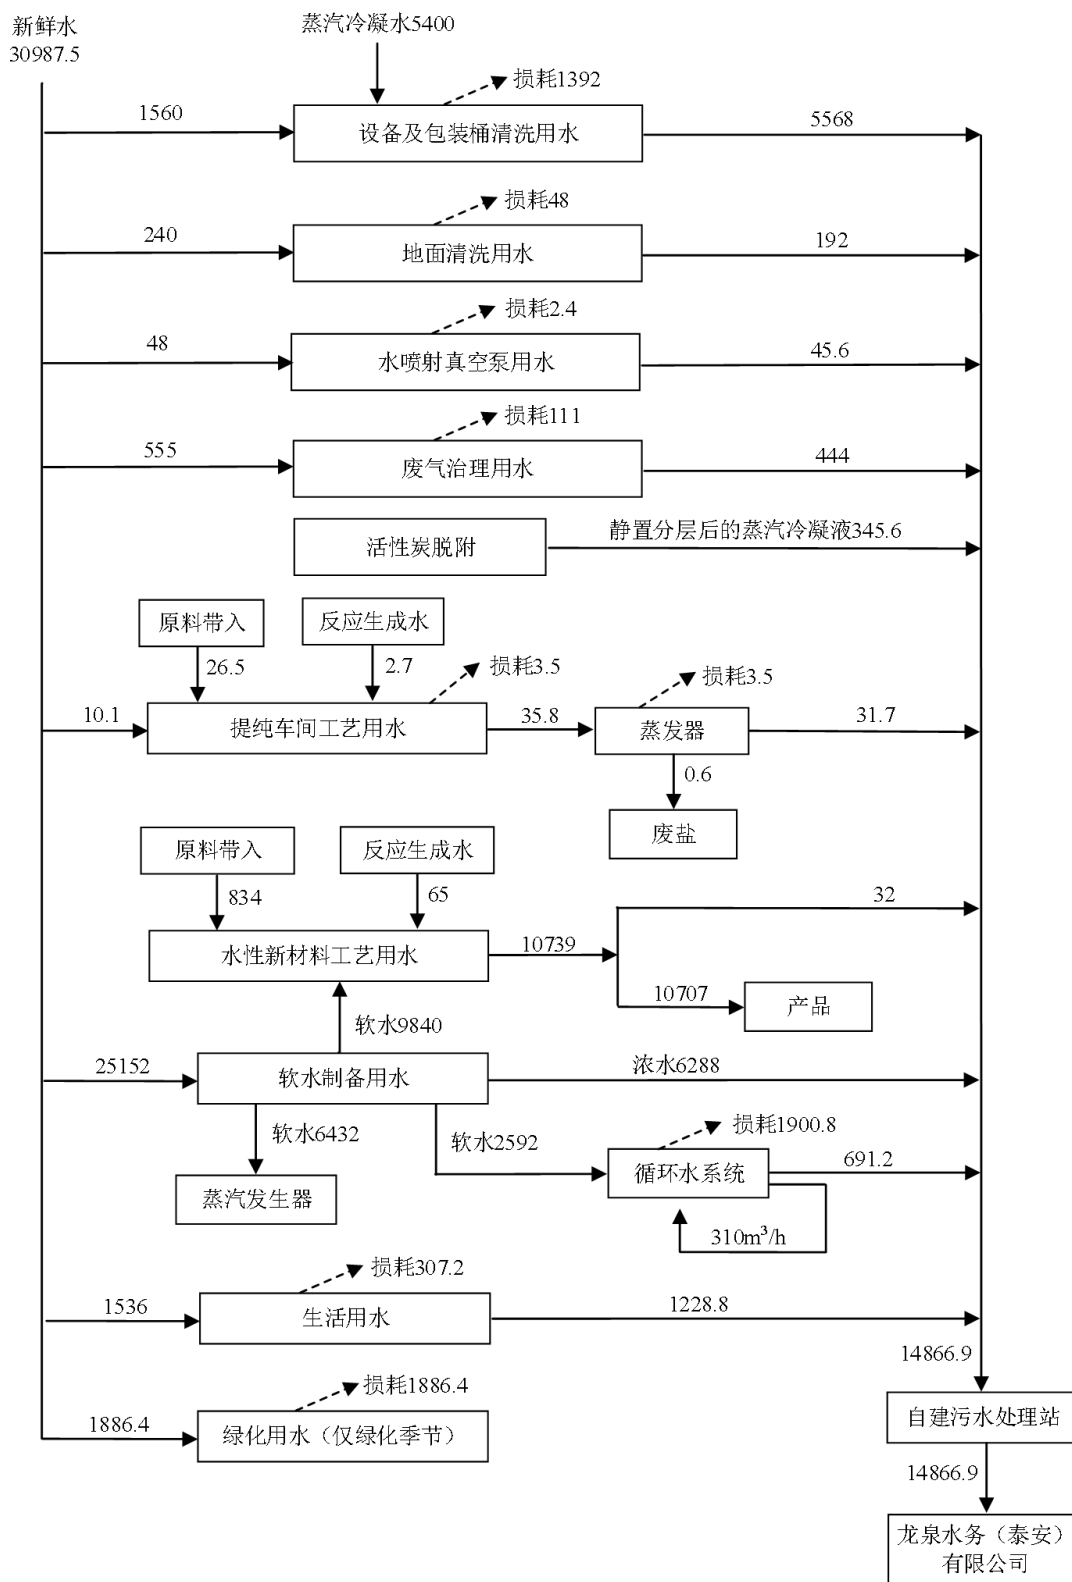 新鲜水
30987.5
蒸汽冷凝水5400
损耗1392
1560
设备及包装桶清洗用水
5568
损耗48
240
地面清洗用水
192
损耗2.4
48
水喷射真空泵用水
45.6
损耗111
555
废气治理用水
444
活性炭脱附
静置分层后的蒸汽冷凝液345.6
原料带入
反应生成水
26.5
2.7
损耗3.5
损耗3.5
10.1
提纯车间工艺用水
35.8
蒸发器
31.7
0.6
废盐
原料带入
反应生成水
834
65
32
水性新材料工艺用水
10739
10707
产品
软水9840
25152
软水制备用水
浓水6288
软水6432
软水2592
损耗1900.8
循环水系统
691.2
蒸汽发生器
310m³/h
损耗307.2
1536
生活用水
1228.8
14866.9
损耗1886.4
1886.4
绿化用水（仅绿化季节）
自建污水处理站
14866.9
龙泉水务（泰安）
有限公司